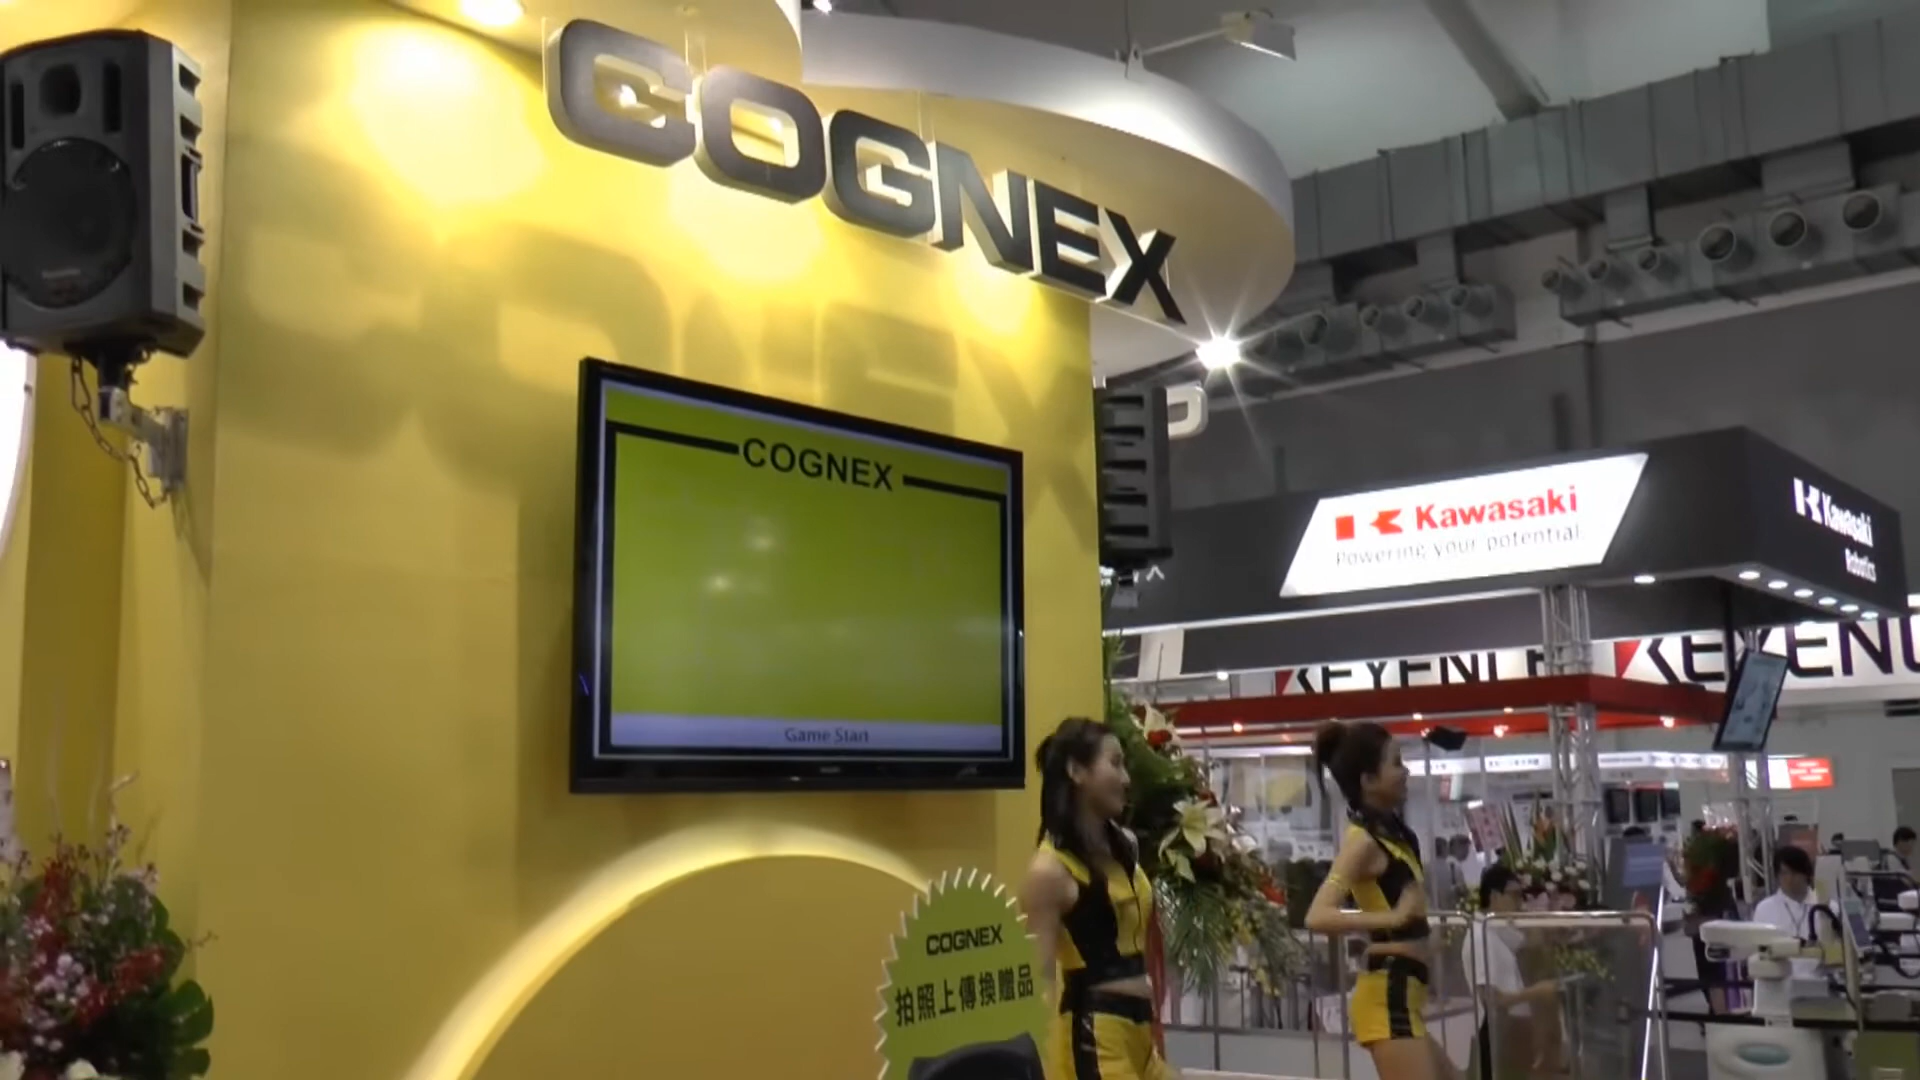 COGNEX
COGNEX
Game Start
Kawasaki
Powering your potential
Kawasaki
Robotics
KEYENCE
KEYENC
COGNEX
拍照上傳換贈品